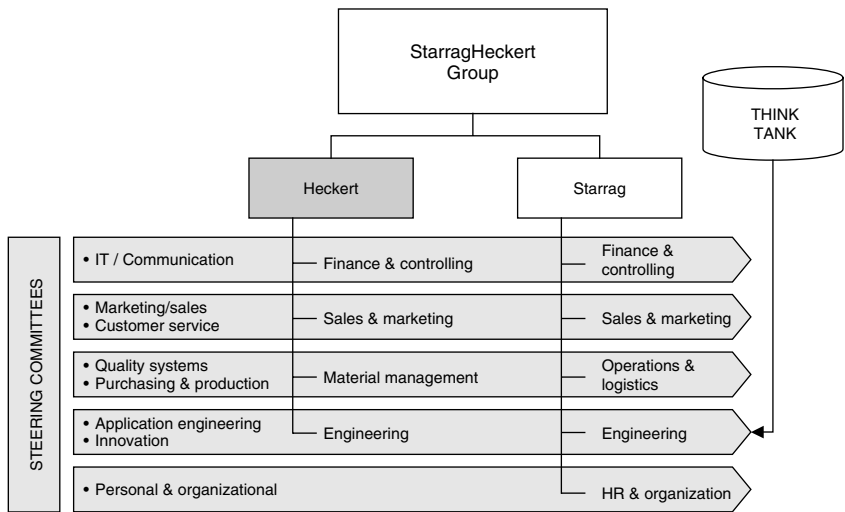 StarragHeckert
Group
THINK
TANK
Heckert
Starrag
STEERING COMMITTEES
• IT / Communication
Finance & controlling
Finance &
controlling
• Marketing/sales
• Customer service
Sales & marketing
Sales & marketing
• Quality systems
• Purchasing & production
Material management
Operations &
logistics
• Application engineering
• Innovation
Engineering
Engineering
• Personal & organizational
HR & organization